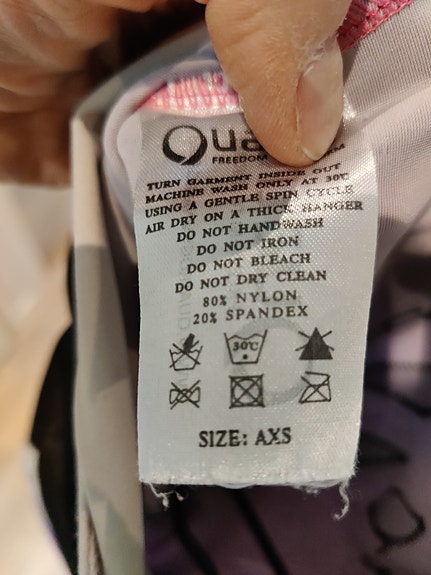 FREEDOM
TURN GARMENT INSIDE OUT
MACHINE WASH ONLY AT 30°C
USING A GENTLE SPIN CYCLE
AIR DRY ON A THICK HANGER
DO NOT HANDWASH
DO NOT IRON
DO NOT BLEACH
DO NOT DRY CLEAN
80% NYLON
20% SPANDEX
30°C
SIZE: AXS